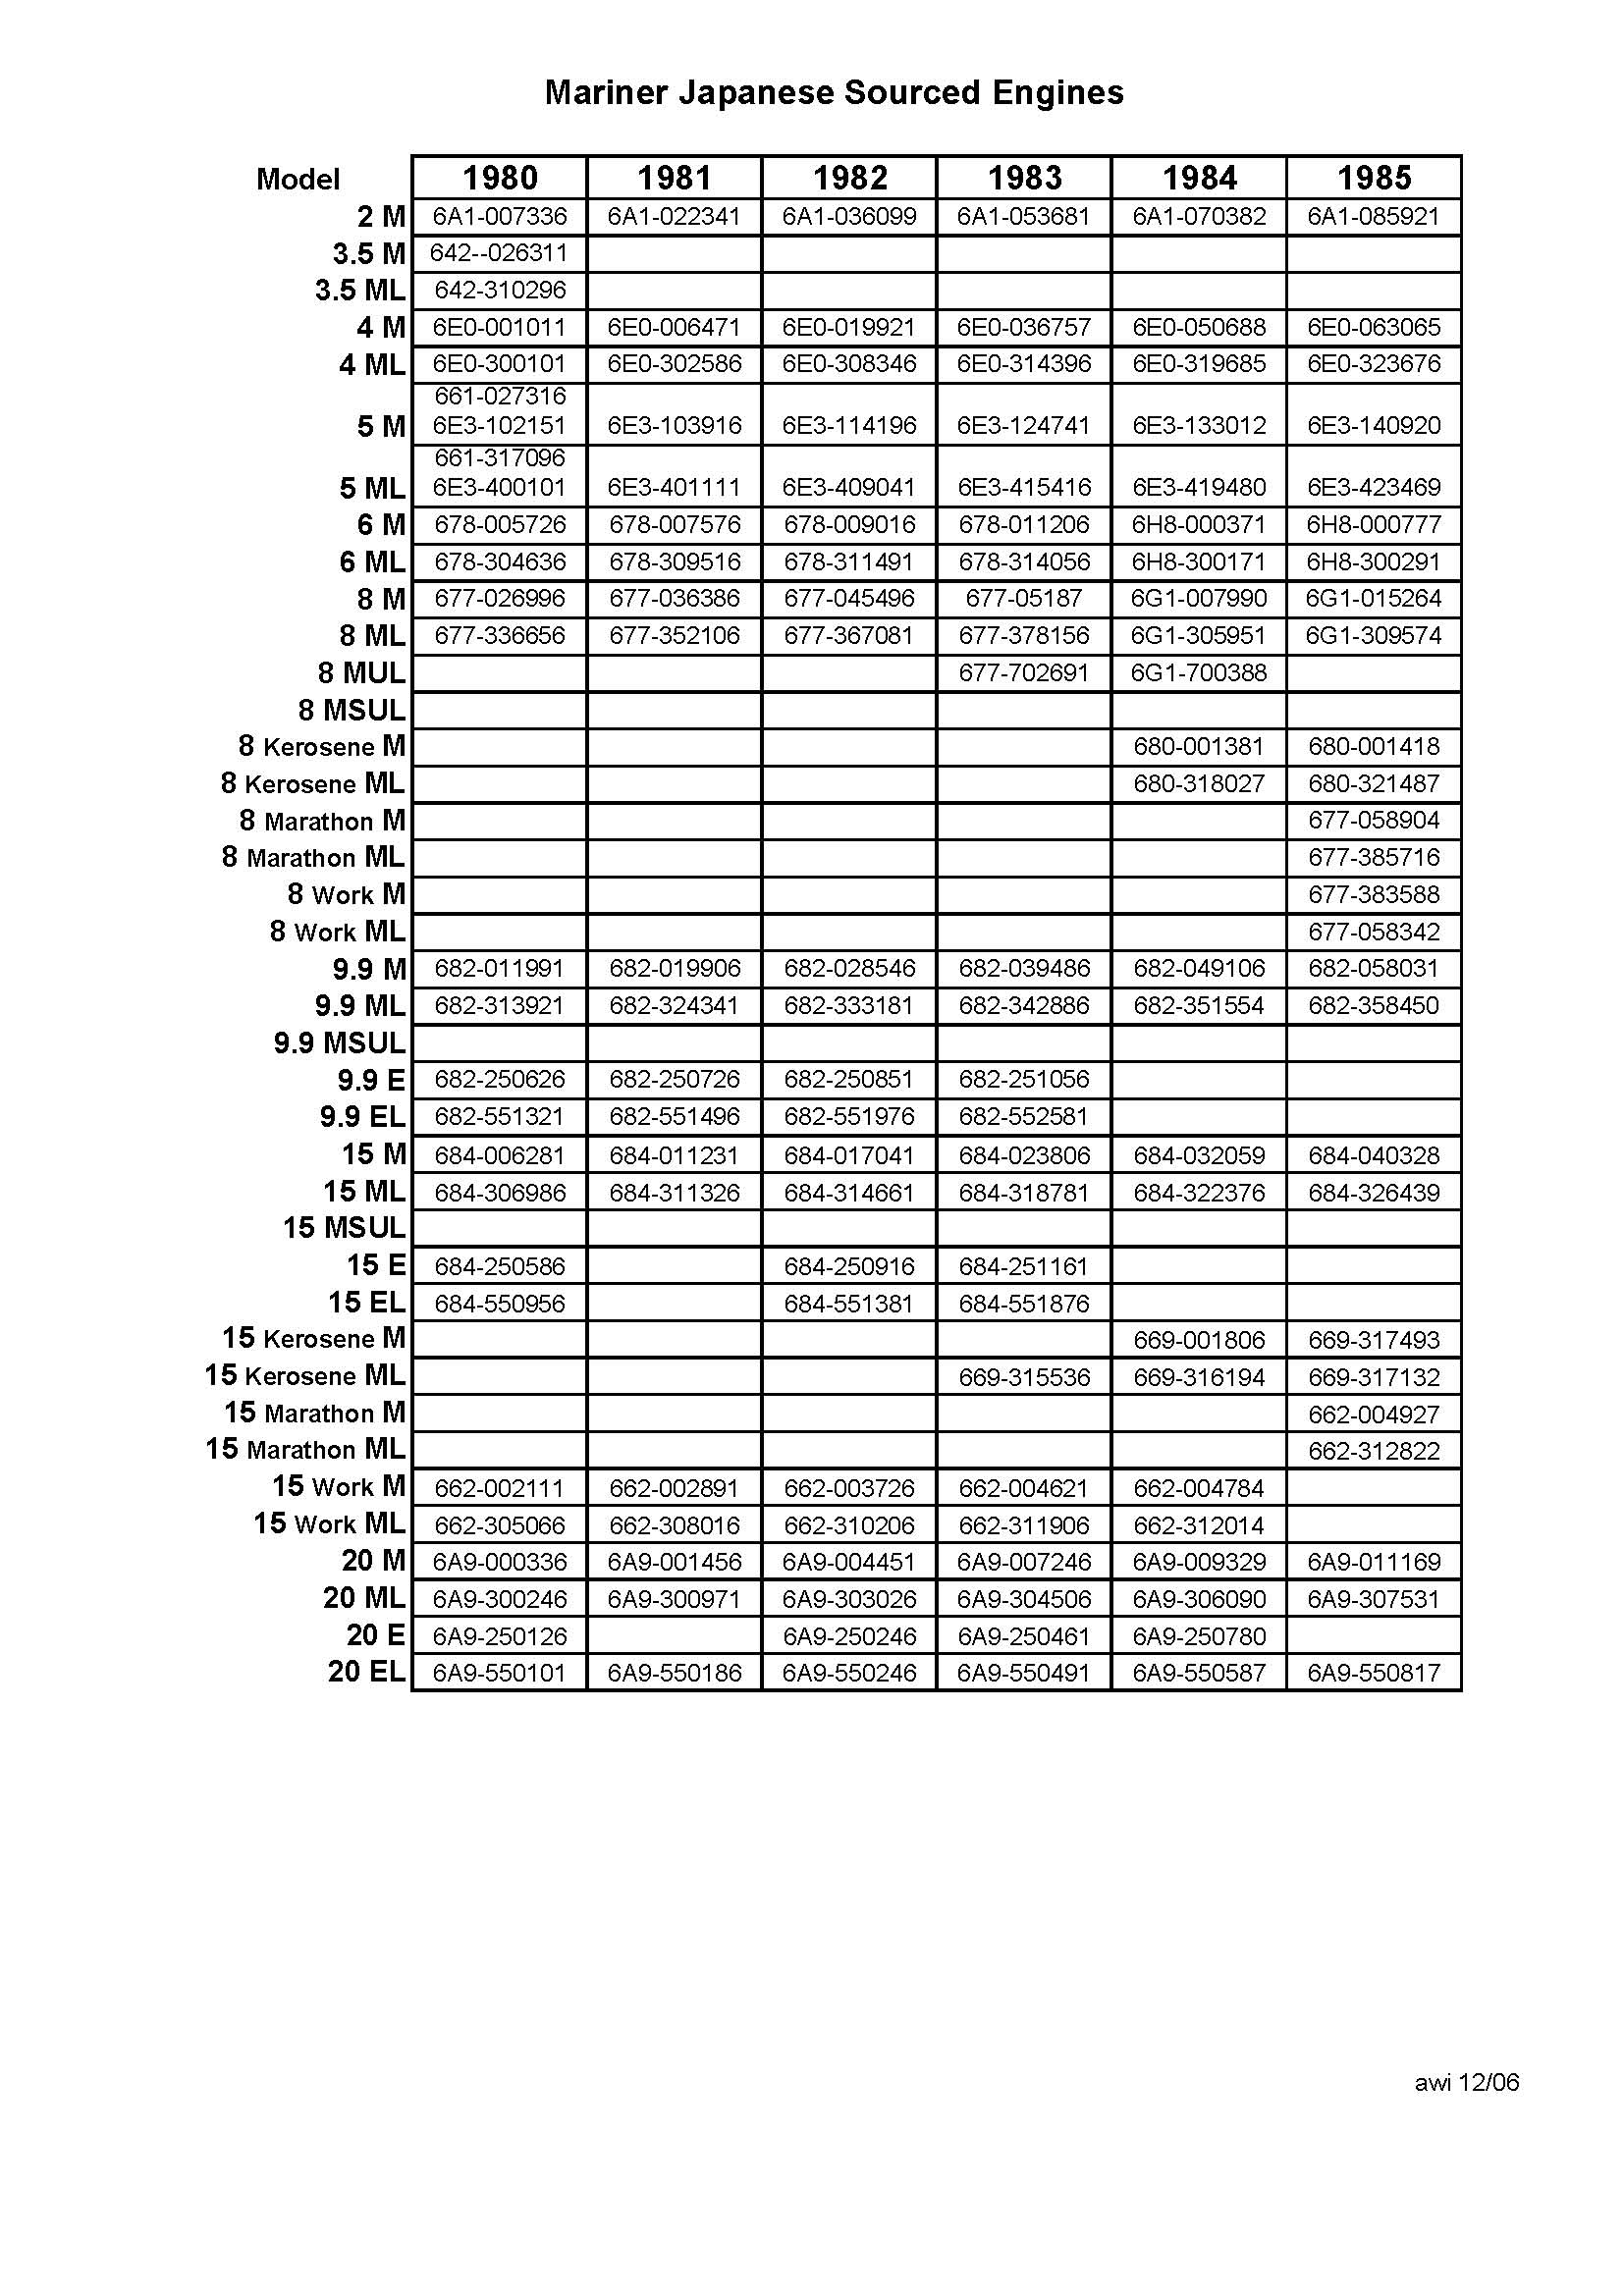 Mariner Japanese Sourced Engines
Model 1980 1981 1982 1983 1984 1985
2 M 6A1-007336 6A1-022341 6A1-036099 6A1-053681 6A1-070382 6A1-085921
3.5 M 642--026311
3.5 ML 642-310296
4 M 6E0-001011 6E0-006471 6E0-019921 6E0-036757 6E0-050688 6E0-063065
4 ML 6E0-300101 6E0-302586 6E0-308346 6E0-314396 6E0-319685 6E0-323676
661-027316
5 M 6E3-102151 6E3-103916 6E3-114196 6E3-124741 6E3-133012 6E3-140920
661-317096
5 ML 6E3-400101 6E3-401111 6E3-409041 6E3-415416 6E3-419480 6E3-423469
6 M 678-005726 678-007576 678-009016 678-011206 6H8-000371 6H8-000777
6 ML 678-304636 678-309516 678-311491 678-314056 6H8-300171 6H8-300291
8 M 677-026996 677-036386 677-045496 677-05187 6G1-007990 6G1-015264
8 ML 677-336656 677-352106 677-367081 677-378156 6G1-305951 6G1-309574
8 MUL 677-702691 6G1-700388
8 MSUL
8 Kerosene M 680-001381 680-001418
8 Kerosene ML 680-318027 680-321487
8 Marathon M 677-058904
8 Marathon ML 677-385716
8 Work M 677-383588
8 Work ML 677-058342
9.9 M 682-011991 682-019906 682-028546 682-039486 682-049106 682-058031
9.9 ML 682-313921 682-324341 682-333181 682-342886 682-351554 682-358450
9.9 MSUL
9.9 E 682-250626 682-250726 682-250851 682-251056
9.9 EL 682-551321 682-551496 682-551976 682-552581
15 M 684-006281 684-011231 684-017041 684-023806 684-032059 684-040328
15 ML 684-306986 684-311326 684-314661 684-318781 684-322376 684-326439
15 MSUL
15 E 684-250586 684-250916 684-251161
15 EL 684-550956 684-551381 684-551876
15 Kerosene M 669-001806 669-317493
15 Kerosene ML 669-315536 669-316194 669-317132
15 Marathon M 662-004927
15 Marathon ML 662-312822
15 Work M 662-002111 662-002891 662-003726 662-004621 662-004784
15 Work ML 662-305066 662-308016 662-310206 662-311906 662-312014
20 M 6A9-000336 6A9-001456 6A9-004451 6A9-007246 6A9-009329 6A9-011169
20 ML 6A9-300246 6A9-300971 6A9-303026 6A9-304506 6A9-306090 6A9-307531
20 E 6A9-250126 6A9-250246 6A9-250461 6A9-250780
20 EL 6A9-550101 6A9-550186 6A9-550246 6A9-550491 6A9-550587 6A9-550817
awi 12/06